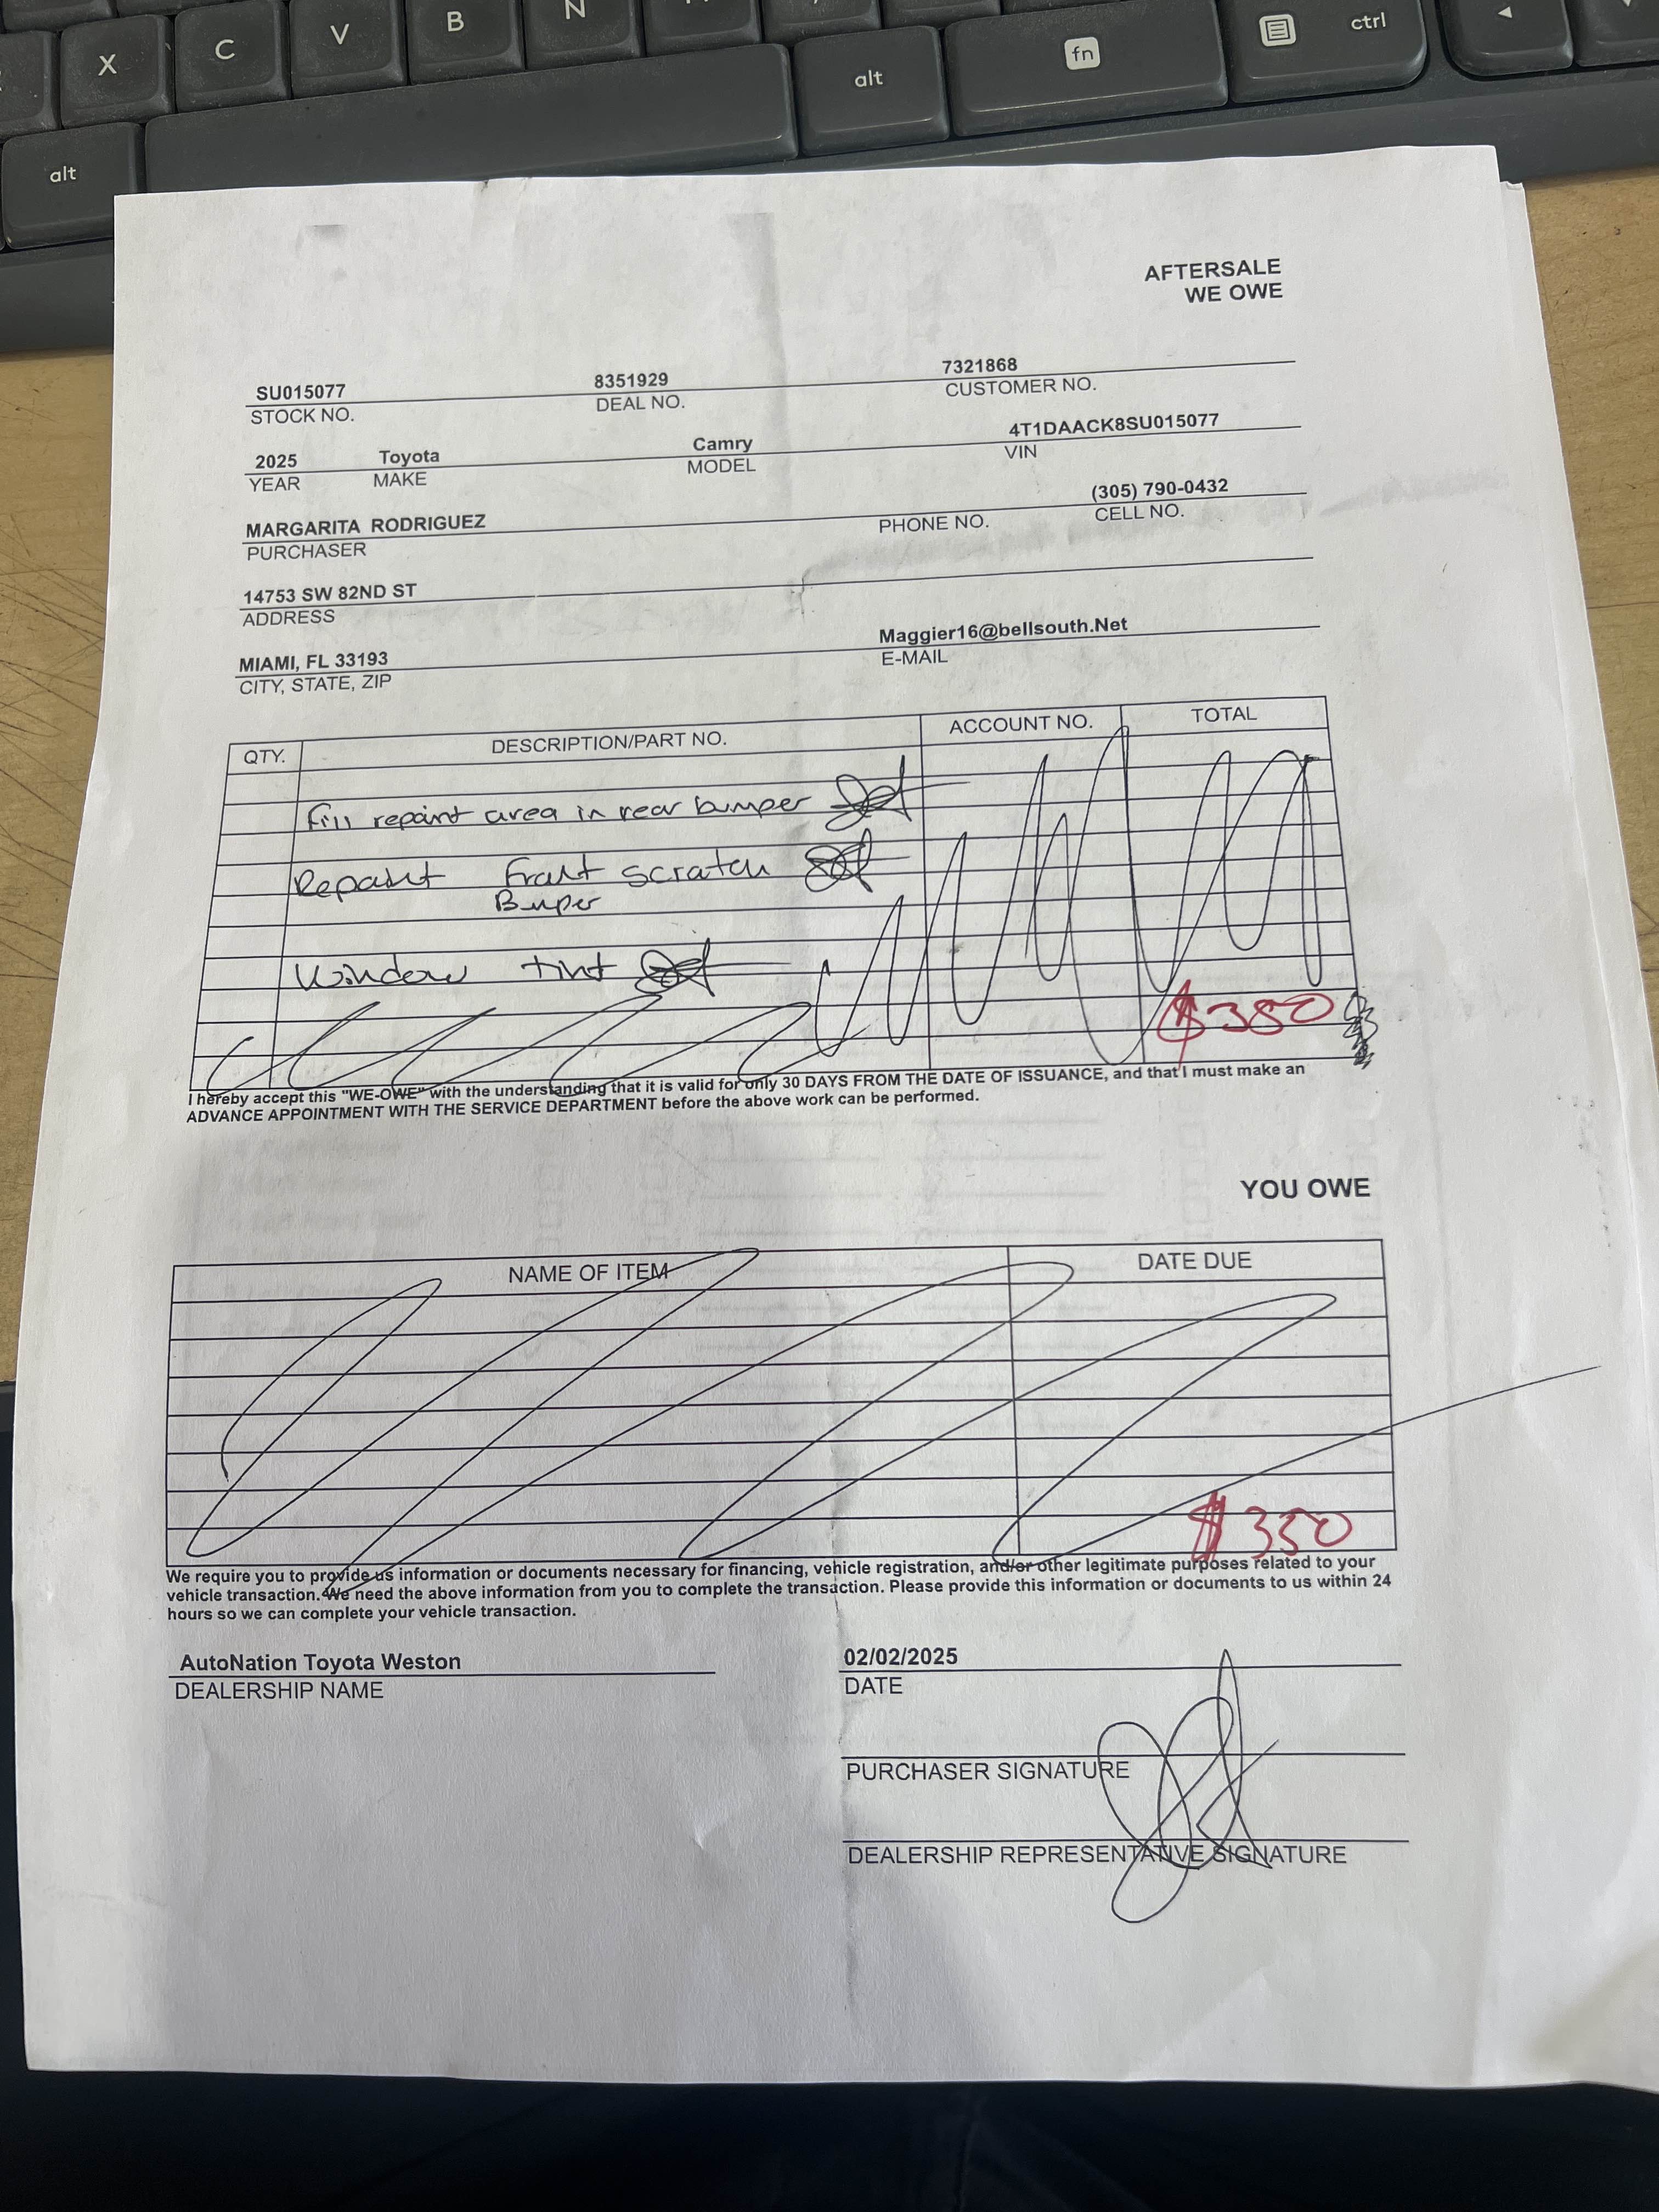 X C V B N
alt fn ctrl
alt
AFTERSALE
WE OWE
SU015077 8351929 7321868
STOCK NO. DEAL NO. CUSTOMER NO.
2025 Toyota Camry 4T1DAACK8SU015077
YEAR MAKE MODEL VIN
MARGARITA RODRIGUEZ (305) 790-0432
PURCHASER PHONE NO. CELL NO.
14753 SW 82ND ST
ADDRESS
MIAMI, FL 33193 Maggier16@bellsouth.Net
CITY, STATE, ZIP E-MAIL
QTY. DESCRIPTION/PART NO. ACCOUNT NO. TOTAL
Fill repaint area in rear bumper
Repaint Front scratch
Bumper
Window tint
$380
I hereby accept this "WE-OWE" with the understanding that it is valid for only 30 DAYS FROM THE DATE OF ISSUANCE, and that I must make an
ADVANCE APPOINTMENT WITH THE SERVICE DEPARTMENT before the above work can be performed.
YOU OWE
NAME OF ITEM DATE DUE
$350
We require you to provide us information or documents necessary for financing, vehicle registration, and/or other legitimate purposes related to your
vehicle transaction. We need the above information from you to complete the transaction. Please provide this information or documents to us within 24
hours so we can complete your vehicle transaction.
AutoNation Toyota Weston 02/02/2025
DEALERSHIP NAME DATE
PURCHASER SIGNATURE
DEALERSHIP REPRESENTATIVE SIGNATURE